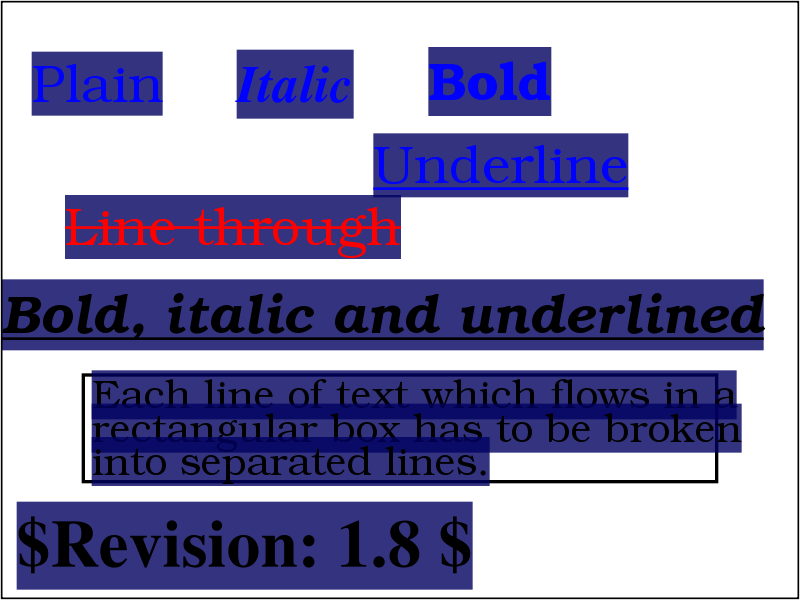 Plain Italic Bold
Underline
Line through
Bold, italic and underlined
Each line of text which flows in a
rectangular box has to be broken
into separated lines.
$Revision: 1.8 $